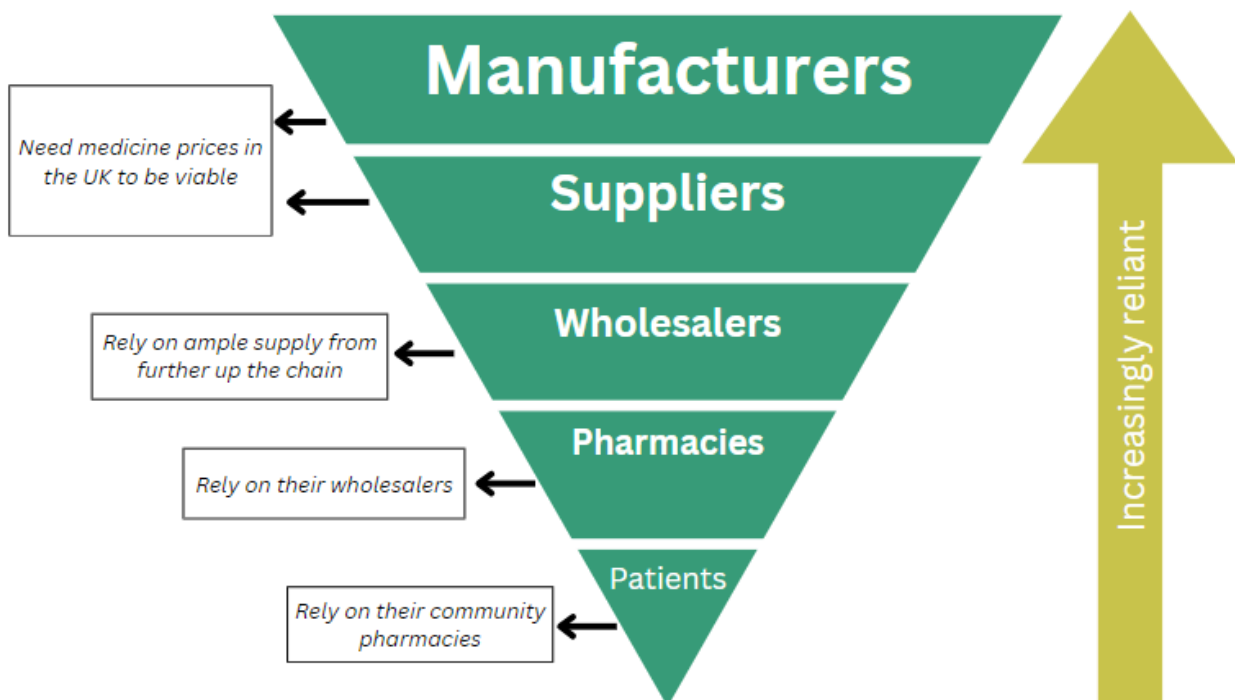 Manufacturers
Need medicine prices in
the UK to be viable
Suppliers
Wholesalers
Rely on ample supply from
further up the chain
Pharmacies
Rely on their wholesalers
Patients
Rely on their community
pharmacies
Increasingly reliant